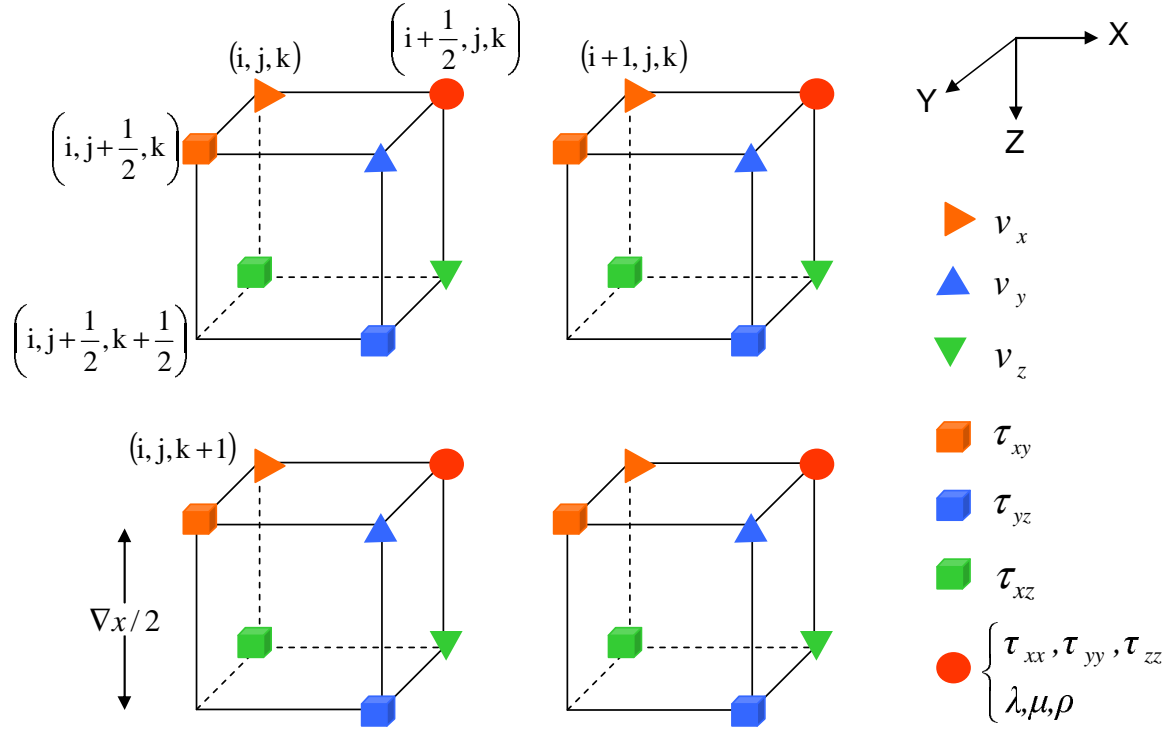 (i, j, k)
(i + 1/2, j, k)
(i + 1, j, k)
X
Y
Z
(i, j + 1/2, k)
(i, j + 1/2, k + 1/2)
(i, j, k + 1)
∇x/2
v_x
v_y
v_z
τ_xy
τ_yz
τ_xz
τ_xx , τ_yy , τ_zz
λ,μ,ρ